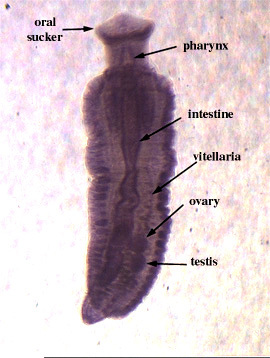 oral
sucker
pharynx
intestine
vitellaria
ovary
testis